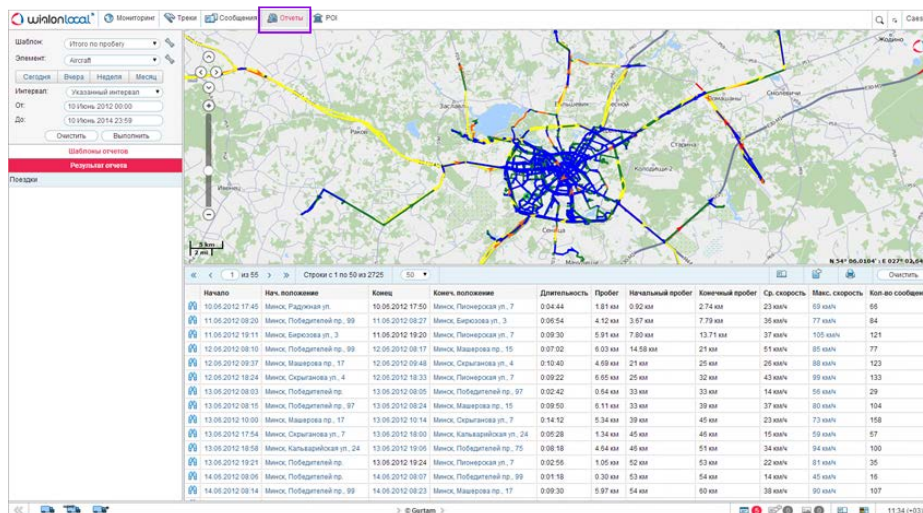 wialon local Мониторинг Треки Сообщения Отчеты POI
Шаблон: Итого по пробегу
Элемент: Aircraft
Сегодня Вчера Неделя Месяц
Интервал: Указанный интервал
От: 10 Июнь 2012 00:00
До: 10 Июнь 2014 23:59
Очистить Выполнить
Шаблоны отчетов
Результат отчета
Поездки
Жодино
Смолевичи
Домашаны
Заславль
Старина
Раков
Колодищи-2
Ивенец
Сеница
5 km
2 mi
1 из 55 Строки с 1 по 50 из 2725 50 Очистить
Начало Нач. положение Конец Конеч. положение Длительность Пробег Начальный пробег Конечный пробег Ср. скорость Макс. скорость Кол-во сообщен
10.06.2012 17:45 Минск, Радужная ул. 10.06.2012 17:50 Минск, Пионерская ул., 7 0:04:44 1.81 км 0.92 км 2.74 км 23 км/ч 69 км/ч 66
11.06.2012 08:20 Минск, Победителей пр., 99 11.06.2012 08:27 Минск, Бирюзова ул., 3 0:06:54 4.12 км 3.67 км 7.79 км 36 км/ч 77 км/ч 84
11.06.2012 19:11 Минск, Бирюзова ул., 3 11.06.2012 19:20 Минск, Пионерская ул., 7 0:09:30 5.91 км 7.80 км 13.71 км 37 км/ч 105 км/ч 121
12.06.2012 08:10 Минск, Победителей пр., 99 12.06.2012 08:17 Минск, Машерова пр., 15 0:07:02 6.03 км 14.58 км 21 км 51 км/ч 85 км/ч 77
12.06.2012 09:37 Минск, Машерова пр., 17 12.06.2012 09:48 Минск, Скрыганова ул., 4 0:10:40 4.69 км 21 км 25 км 26 км/ч 88 км/ч 123
12.06.2012 18:24 Минск, Скрыганова ул., 4 12.06.2012 18:33 Минск, Пионерская ул., 7 0:09:22 6.65 км 25 км 32 км 43 км/ч 99 км/ч 133
13.06.2012 08:03 Минск, Победителей пр. 13.06.2012 08:05 Минск, Победителей пр., 97 0:02:42 0.64 км 33 км 33 км 14 км/ч 56 км/ч 29
13.06.2012 08:15 Минск, Победителей пр., 97 13.06.2012 08:24 Минск, Машерова пр., 15 0:09:50 6.11 км 33 км 39 км 37 км/ч 80 км/ч 104
13.06.2012 10:00 Минск, Машерова пр., 17 13.06.2012 10:14 Минск, Скрыганова ул., 7 0:14:12 5.34 км 39 км 45 км 23 км/ч 73 км/ч 158
13.06.2012 17:54 Минск, Скрыганова ул., 7 13.06.2012 18:00 Минск, Кальварийская ул., 24 0:05:28 1.34 км 45 км 46 км 15 км/ч 59 км/ч 57
13.06.2012 18:58 Минск, Кальварийская ул., 24 13.06.2012 19:06 Минск, Победителей пр., 75 0:08:18 4.64 км 46 км 51 км 34 км/ч 94 км/ч 100
13.06.2012 19:21 Минск, Победителей пр. 13.06.2012 19:24 Минск, Пионерская ул., 7 0:02:56 1.05 км 52 км 53 км 22 км/ч 81 км/ч 35
14.06.2012 08:06 Минск, Победителей пр. 14.06.2012 08:07 Минск, Победителей пр., 99 0:01:18 0.30 км 53 км 54 км 14 км/ч 45 км/ч 16
14.06.2012 08:14 Минск, Победителей пр., 99 14.06.2012 08:23 Минск, Машерова пр., 17 0:09:30 5.97 км 54 км 60 км 38 км/ч 90 км/ч 107
© Gurtam